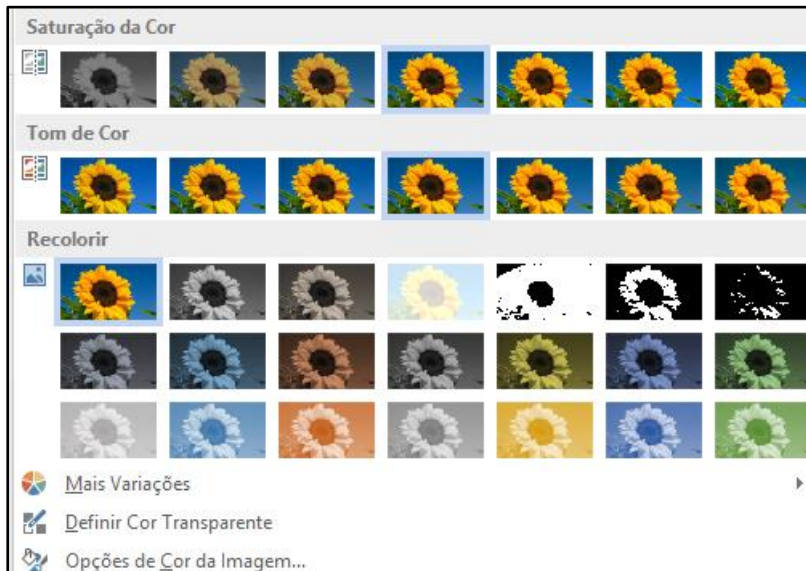 Saturação da Cor
Tom de Cor
Recolorir
Mais Variações
Definir Cor Transparente
Opções de Cor da Imagem...